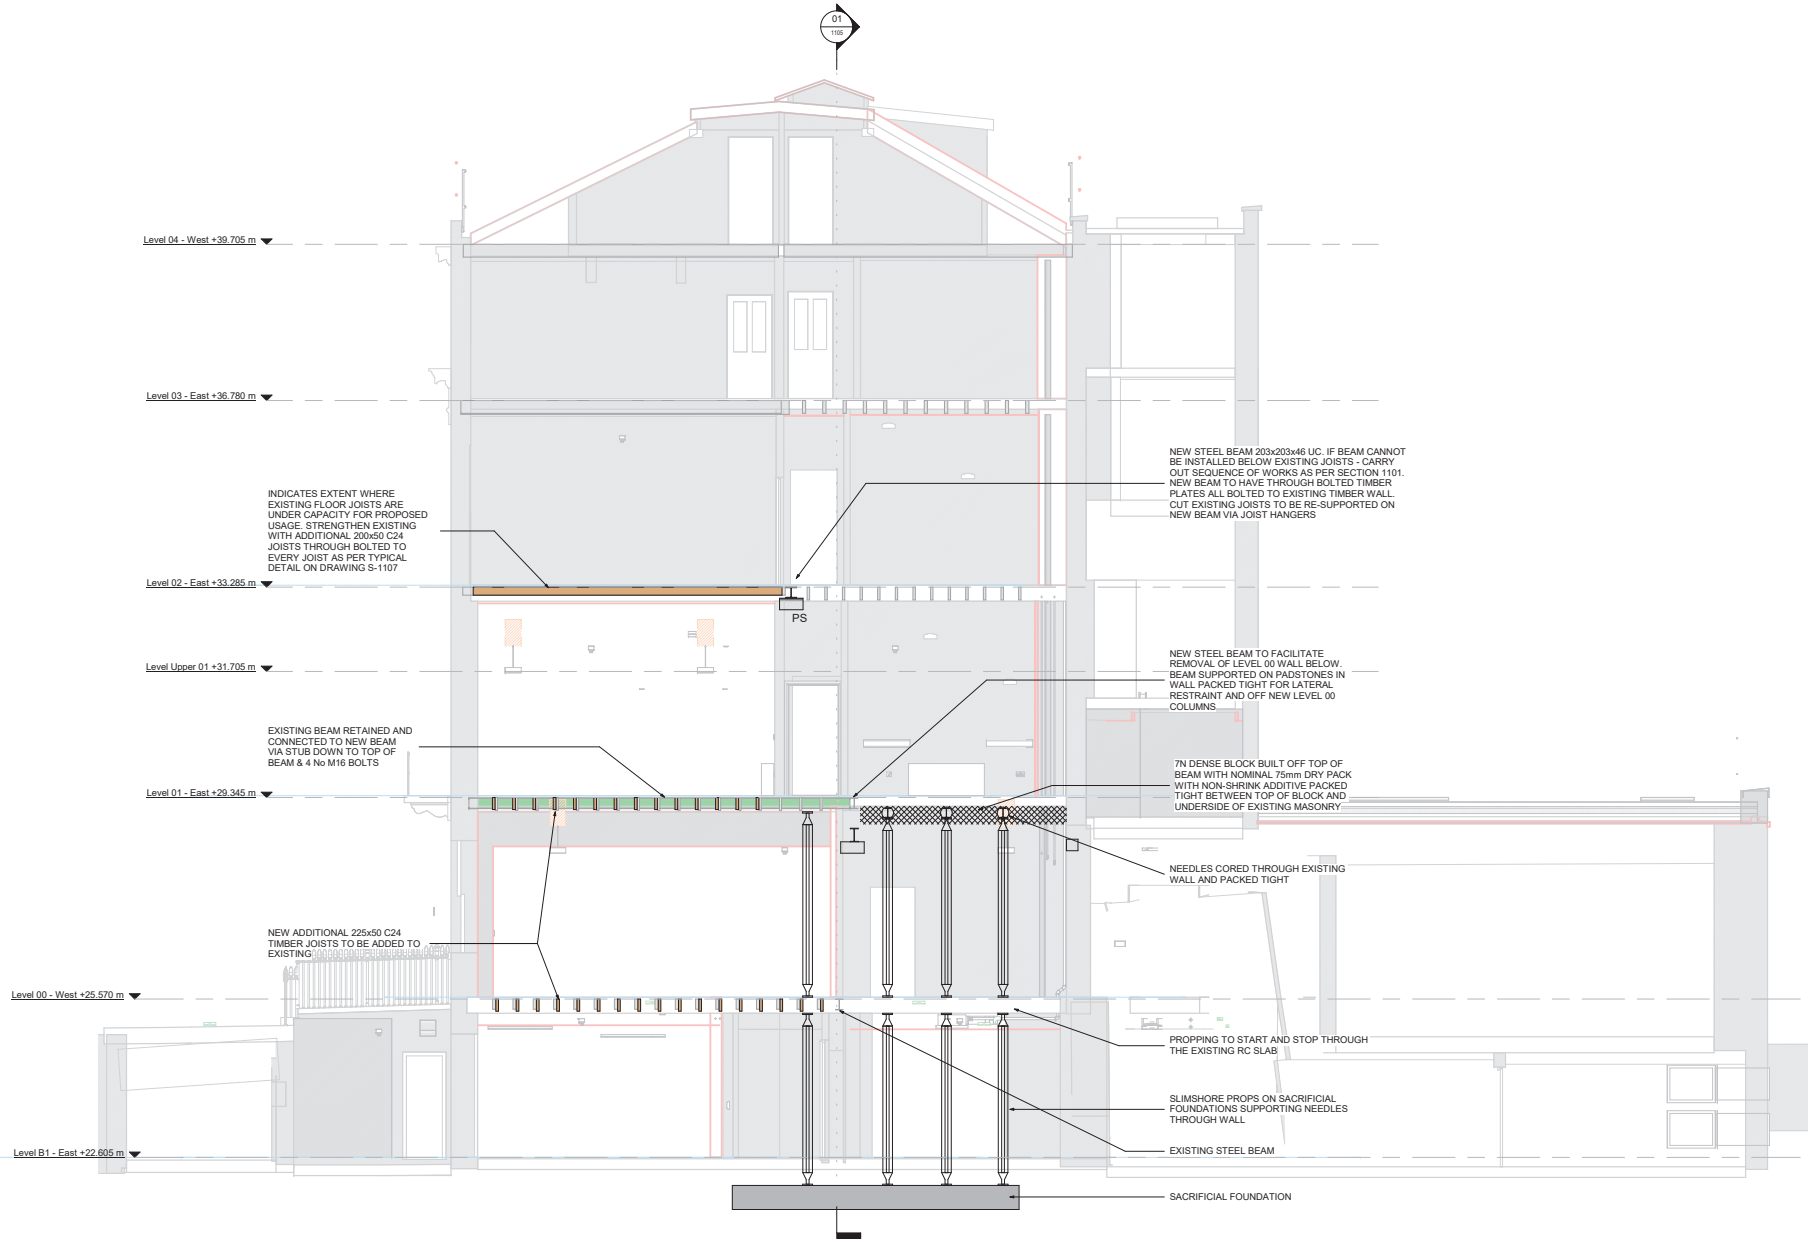 01
1105
Level 04 - West +39.705 m
Level 03 - East +36.780 m
NEW STEEL BEAM 203x203x46 UC. IF BEAM CANNOT
BE INSTALLED BELOW EXISTING JOISTS - CARRY
OUT SEQUENCE OF WORKS AS PER SECTION 1101.
NEW BEAM TO HAVE THROUGH BOLTED TIMBER
PLATES ALL BOLTED TO EXISTING TIMBER WALL.
CUT EXISTING JOISTS TO BE RE-SUPPORTED ON
NEW BEAM VIA JOIST HANGERS
INDICATES EXTENT WHERE
EXISTING FLOOR JOISTS ARE
UNDER CAPACITY FOR PROPOSED
USAGE. STRENGTHEN EXISTING
WITH ADDITIONAL 200x50 C24
JOISTS THROUGH BOLTED TO
EVERY JOIST AS PER TYPICAL
DETAIL ON DRAWING S-1107
Level 02 - East +33.285 m
PS
Level Upper 01 +31.705 m
NEW STEEL BEAM TO FACILITATE
REMOVAL OF LEVEL 00 WALL BELOW.
BEAM SUPPORTED ON PADSTONES IN
WALL PACKED TIGHT FOR LATERAL
RESTRAINT AND OFF NEW LEVEL 00
COLUMNS
EXISTING BEAM RETAINED AND
CONNECTED TO NEW BEAM
VIA STUB DOWN TO TOP OF
BEAM & 4 No M16 BOLTS
7N DENSE BLOCK BUILT OFF TOP OF
BEAM WITH NOMINAL 75mm DRY PACK
WITH NON-SHRINK ADDITIVE PACKED
TIGHT BETWEEN TOP OF BLOCK AND
UNDERSIDE OF EXISTING MASONRY
Level 01 - East +29.345 m
NEEDLES CORED THROUGH EXISTING
WALL AND PACKED TIGHT
NEW ADDITIONAL 225x50 C24
TIMBER JOISTS TO BE ADDED TO
EXISTING
Level 00 - West +25.570 m
PROPPING TO START AND STOP THROUGH
THE EXISTING RC SLAB
SLIMSHORE PROPS ON SACRIFICIAL
FOUNDATIONS SUPPORTING NEEDLES
THROUGH WALL
EXISTING STEEL BEAM
Level B1 - East +22.605 m
SACRIFICIAL FOUNDATION